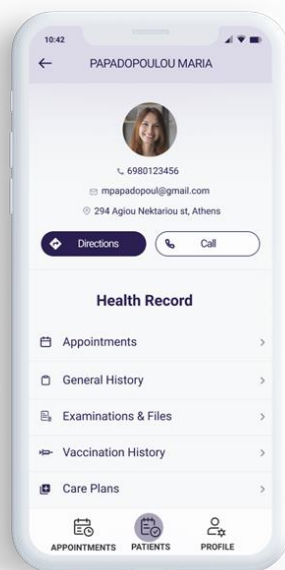 10:42
PAPADOPOULOU MARIA
6980123456
mpapadopoul@gmail.com
294 Agiou Nektariou st, Athens
Directions
Call
Health Record
Appointments
General History
Examinations & Files
Vaccination History
Care Plans
APPOINTMENTS PATIENTS PROFILE